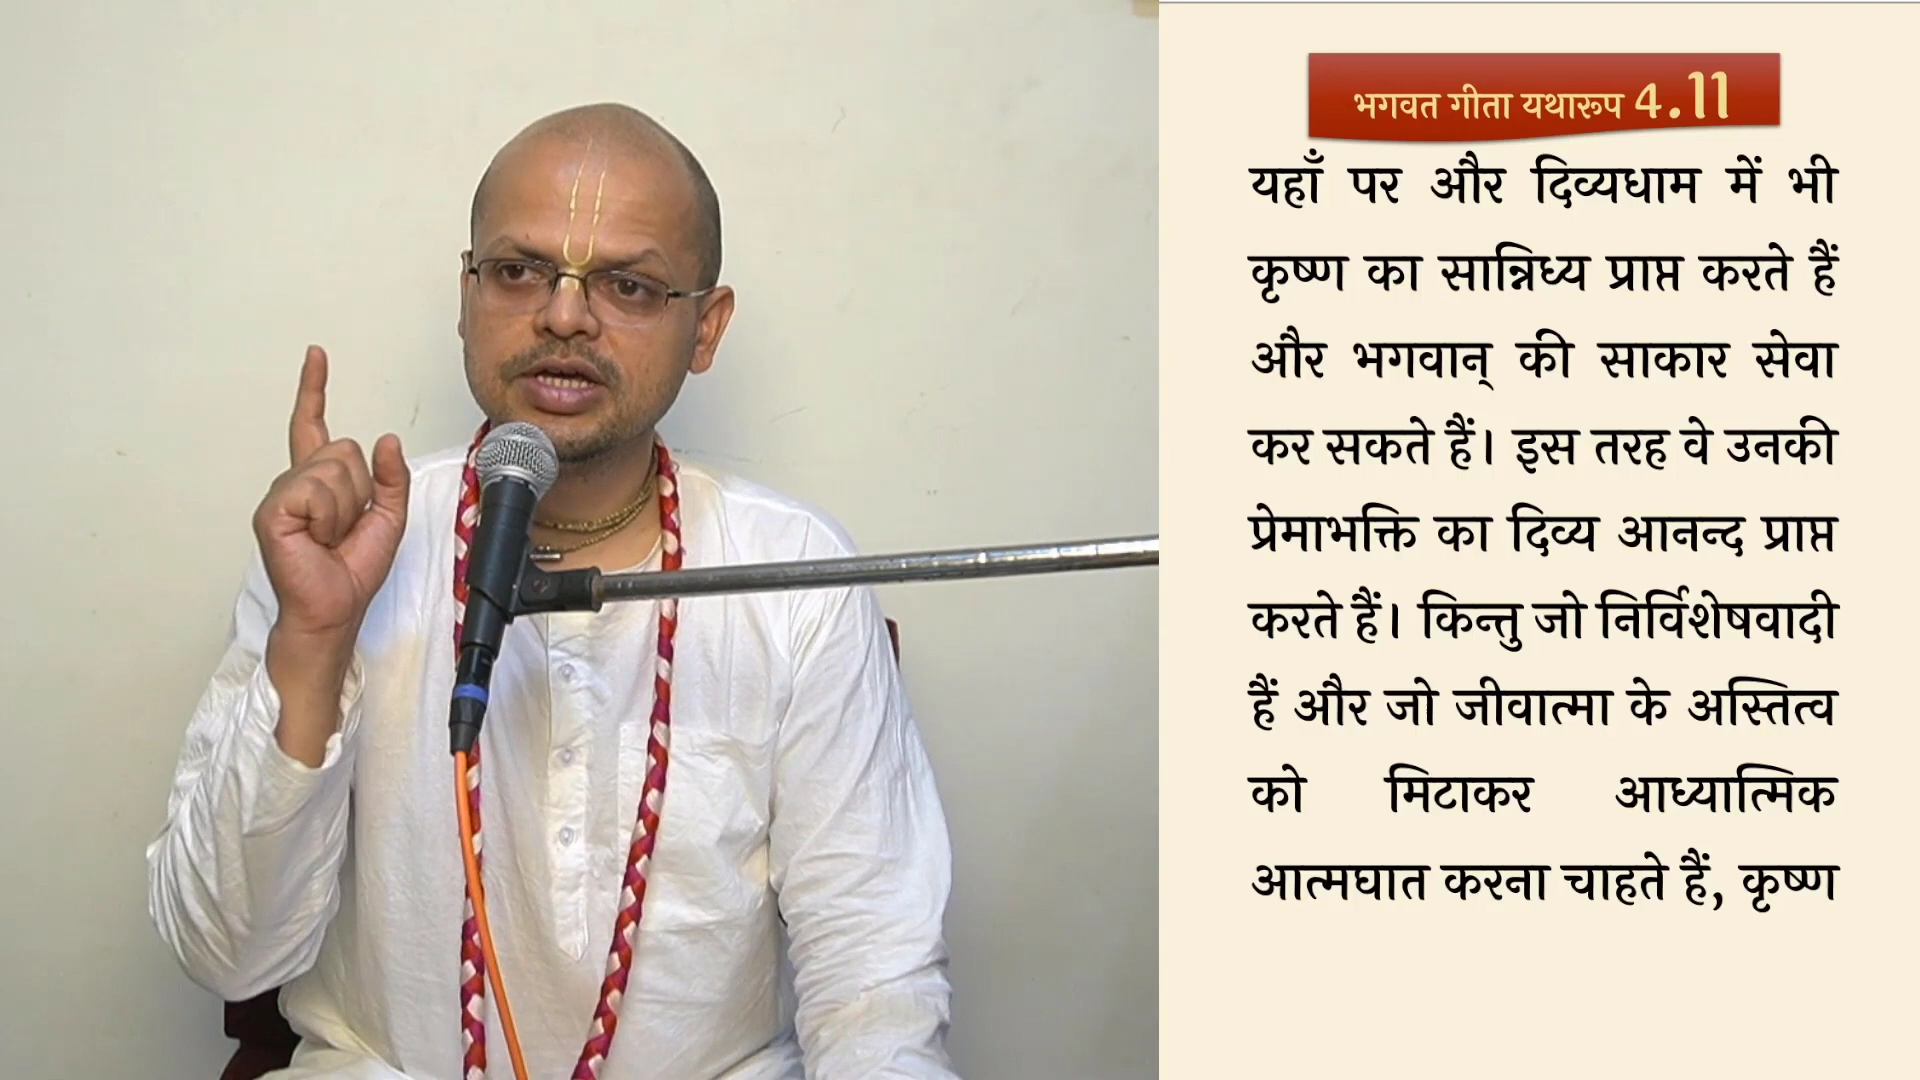 भगवत गीता यथारूप 4.11
यहाँ पर और दिव्यधाम में भी
कृष्ण का सान्निध्य प्राप्त करते हैं
और भगवान् की साकार सेवा
कर सकते हैं। इस तरह वे उनकी
प्रेमाभक्ति का दिव्य आनन्द प्राप्त
करते हैं। किन्तु जो निर्विशेषवादी
हैं और जो जीवात्मा के अस्तित्व
को मिटाकर आध्यात्मिक
आत्मघात करना चाहते हैं, कृष्ण